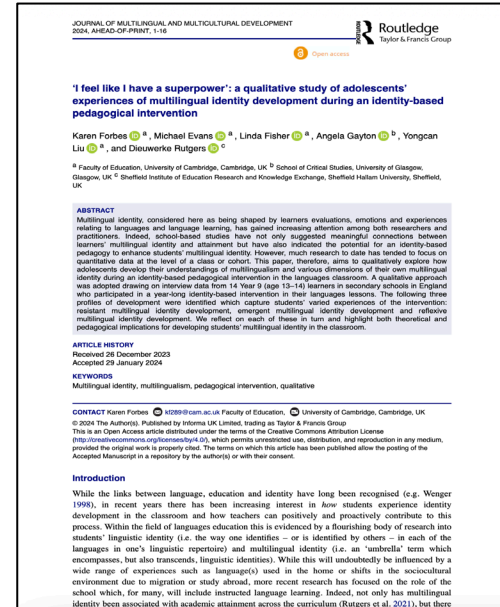 JOURNAL OF MULTILINGUAL AND MULTICULTURAL DEVELOPMENT
2024, AHEAD-OF-PRINT, 1-16
Routledge
Taylor & Francis Group
Open access
'I feel like I have a superpower': a qualitative study of adolescents'
experiences of multilingual identity development during an identity-based
pedagogical intervention
Karen Forbes iD a , Michael Evans iD a , Linda Fisher iD a , Angela Gayton iD b , Yongcan
Liu iD a , and Dieuwerke Rutgers iD c
a Faculty of Education, University of Cambridge, Cambridge, UK b School of Critical Studies, University of Glasgow,
Glasgow, UK c Sheffield Institute of Education Research and Knowledge Exchange, Sheffield Hallam University, Sheffield,
UK
ABSTRACT
Multilingual identity, considered here as being shaped by learners evaluations, emotions and experiences
relating to languages and language learning, has gained increasing attention among both researchers and
practitioners. Indeed, school-based studies have not only suggested meaningful connections between
learners' multilingual identity and attainment but have also indicated the potential for an identity-based
pedagogy to enhance students' multilingual identity. However, much research to date has tended to focus on
quantitative data at the level of a class or cohort. This paper, therefore, aims to qualitatively explore how
adolescents develop their understandings of multilingualism and various dimensions of their own multilingual
identity during an identity-based pedagogical intervention in the languages classroom. A qualitative approach
was adopted drawing on interview data from 14 Year 9 (age 13–14) learners in secondary schools in England
who participated in a year-long identity-based intervention in their languages lessons. The following three
profiles of development were identified which capture students' varied experiences of the intervention:
resistant multilingual identity development, emergent multilingual identity development and reflexive
multilingual identity development. We reflect on each of these in turn and highlight both theoretical and
pedagogical implications for developing students' multilingual identity in the classroom.
ARTICLE HISTORY
Received 26 December 2023
Accepted 29 January 2024
KEYWORDS
Multilingual identity, multilingualism, pedagogical intervention, qualitative
CONTACT Karen Forbes kf289@cam.ac.uk Faculty of Education, University of Cambridge, Cambridge, UK
© 2024 The Author(s). Published by Informa UK Limited, trading as Taylor & Francis Group
This is an Open Access article distributed under the terms of the Creative Commons Attribution License
(http://creativecommons.org/licenses/by/4.0/), which permits unrestricted use, distribution, and reproduction in any medium,
provided the original work is properly cited. The terms on which this article has been published allow the posting of the
Accepted Manuscript in a repository by the author(s) or with their consent.
Introduction
While the links between language, education and identity have long been recognised (e.g. Wenger
1998), in recent years there has been increasing interest in how students experience identity
development in the classroom and how teachers can positively and proactively contribute to this
process. Within the field of languages education this is evidenced by a flourishing body of research into
students' linguistic identity (i.e. the way one identifies – or is identified by others – in each of the
languages in one's linguistic repertoire) and multilingual identity (i.e. an 'umbrella' term which
encompasses, but also transcends, linguistic identities). While this will undoubtedly be influenced by a
wide range of experiences such as language(s) used in the home or shifts in the sociocultural
environment due to migration or study abroad, more recent research has focused on the role of the
school which, for many, will include instructed language learning. Indeed, not only has multilingual
identity been associated with academic attainment across the curriculum (Rutgers et al. 2021), but there